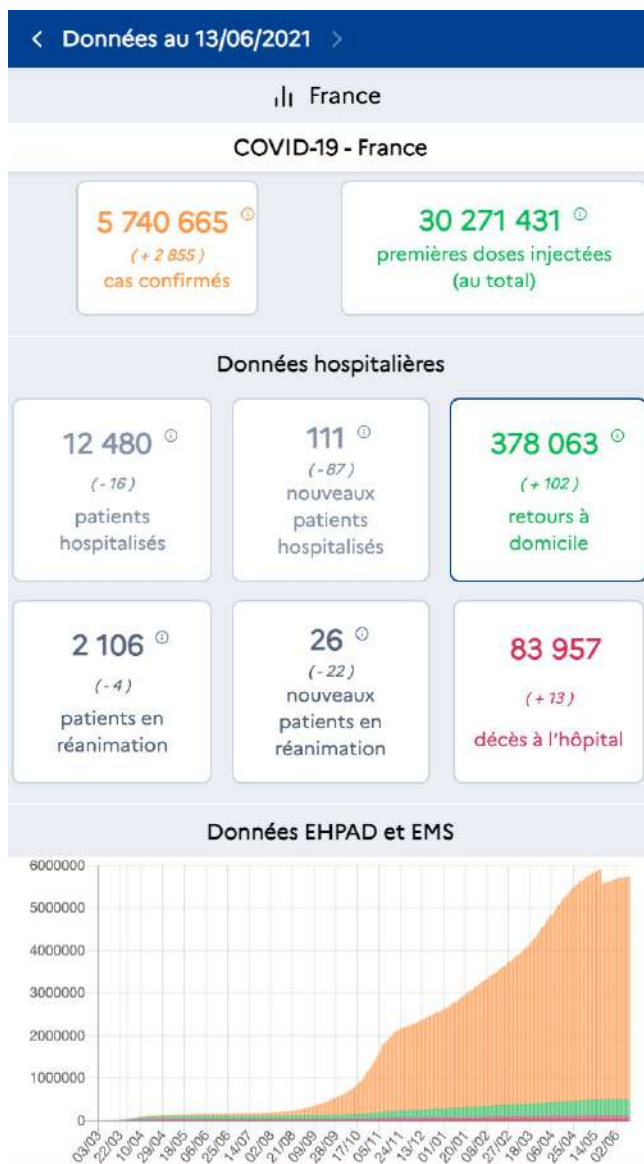 < Données au 13/06/2021 >
France
COVID-19 - France
5 740 665
(+ 2 855)
cas confirmés
30 271 431
premières doses injectées
(au total)
Données hospitalières
12 480
(- 16)
patients
hospitalisés
111
(- 87)
nouveaux
patients
hospitalisés
378 063
(+ 102)
retours à
domicile
2 106
(- 4)
patients en
réanimation
26
(- 22)
nouveaux
patients en
réanimation
83 957
(+ 13)
décès à l'hôpital
Données EHPAD et EMS
6000000
5000000
4000000
3000000
2000000
1000000
0
03/03 22/03 10/04 29/04 18/05 06/06 25/06 14/07 02/08 21/08 09/09 28/09 17/10 05/11 24/11 13/12 01/01 20/01 08/02 27/02 18/03 06/04 25/04 14/05 02/06